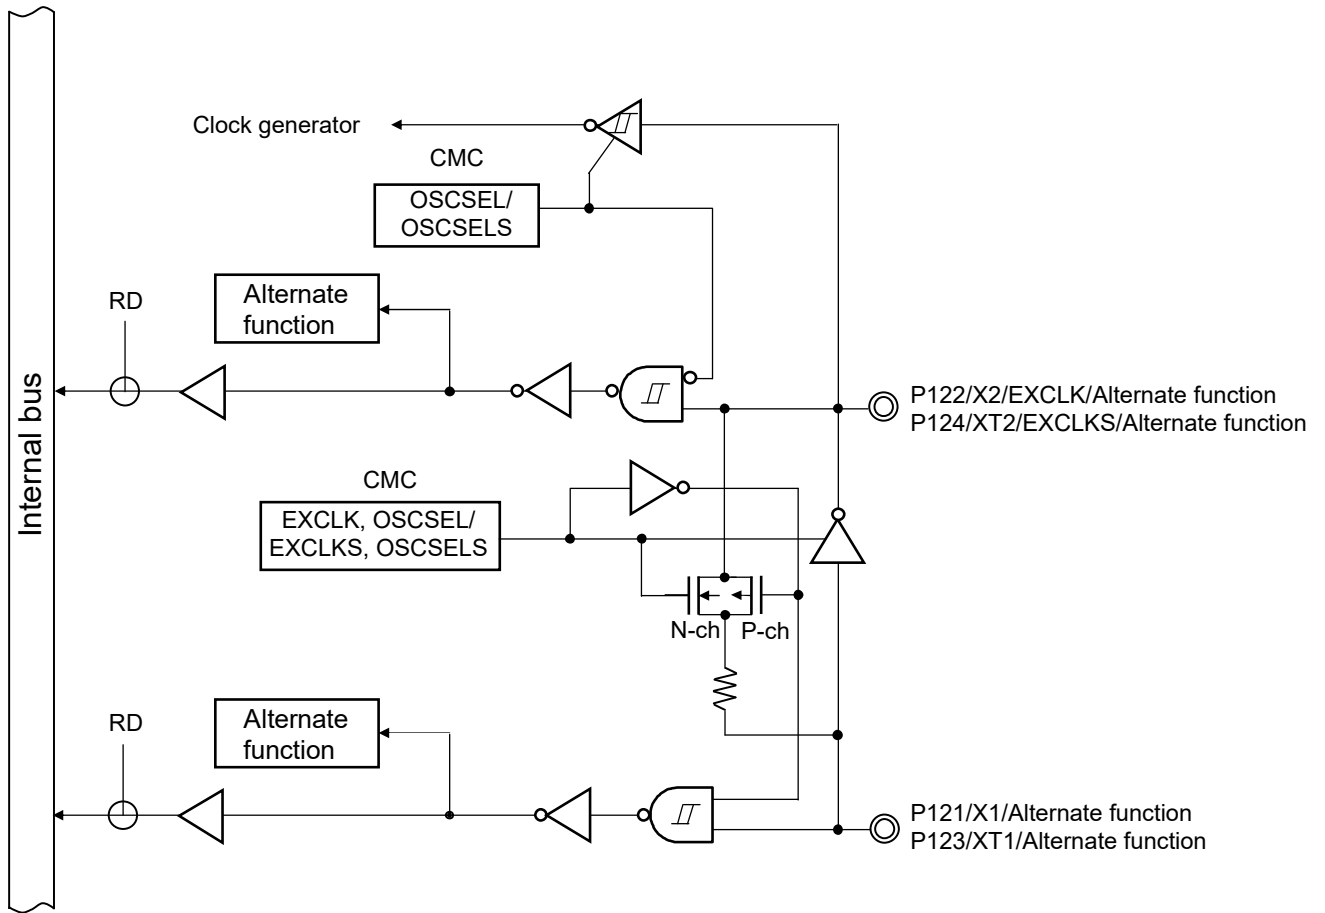 Clock generator
CMC
OSCSEL/
OSCSELS
Alternate
function
RD
Internal bus
P122/X2/EXCLK/Alternate function
P124/XT2/EXCLKS/Alternate function
CMC
EXCLK, OSCSEL/
EXCLKS, OSCSELS
N-ch
P-ch
Alternate
function
RD
P121/X1/Alternate function
P123/XT1/Alternate function